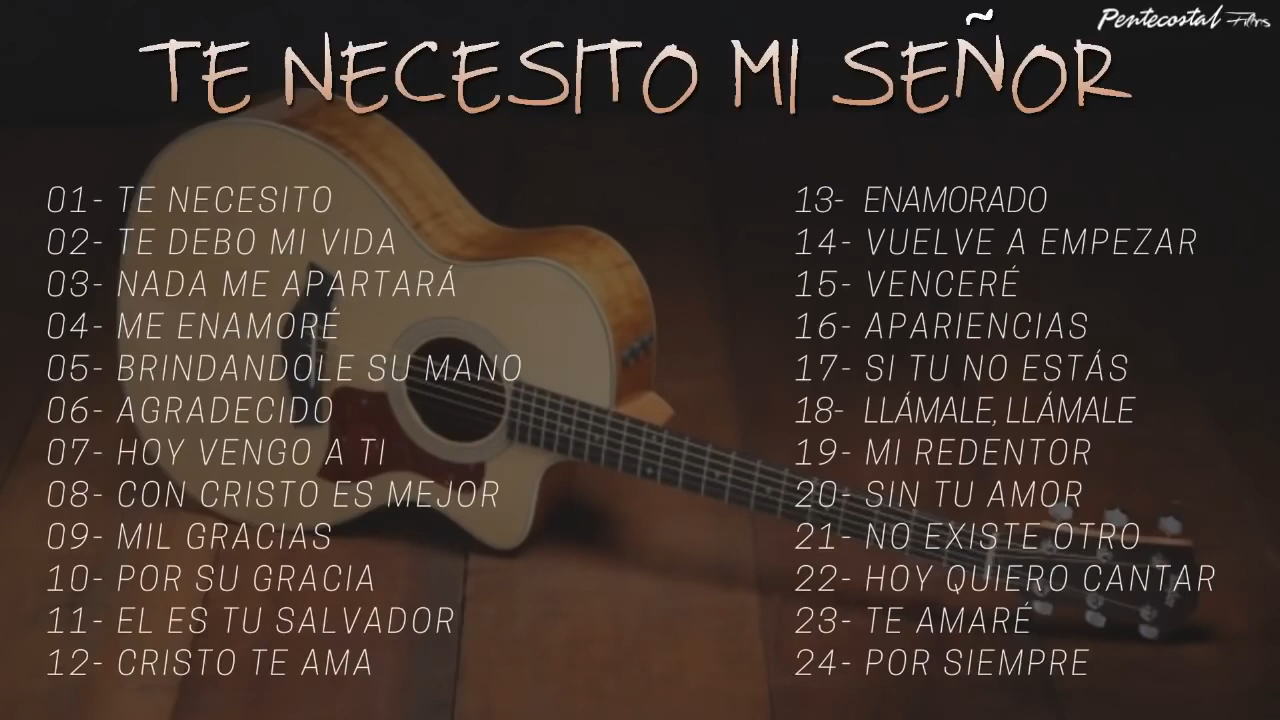 Pentecostal Films
TE NECESITO MI SEÑOR
01- TE NECESITO
02- TE DEBO MI VIDA
03- NADA ME APARTARÁ
04- ME ENAMORÉ
05- BRINDANDOLE SU MANO
06- AGRADECIDO
07- HOY VENGO A TI
08- CON CRISTO ES MEJOR
09- MIL GRACIAS
10- POR SU GRACIA
11- EL ES TU SALVADOR
12- CRISTO TE AMA
13- ENAMORADO
14- VUELVE A EMPEZAR
15- VENCERÉ
16- APARIENCIAS
17- SI TU NO ESTÁS
18- LLÁMALE, LLÁMALE
19- MI REDENTOR
20- SIN TU AMOR
21- NO EXISTE OTRO
22- HOY QUIERO CANTAR
23- TE AMARÉ
24- POR SIEMPRE